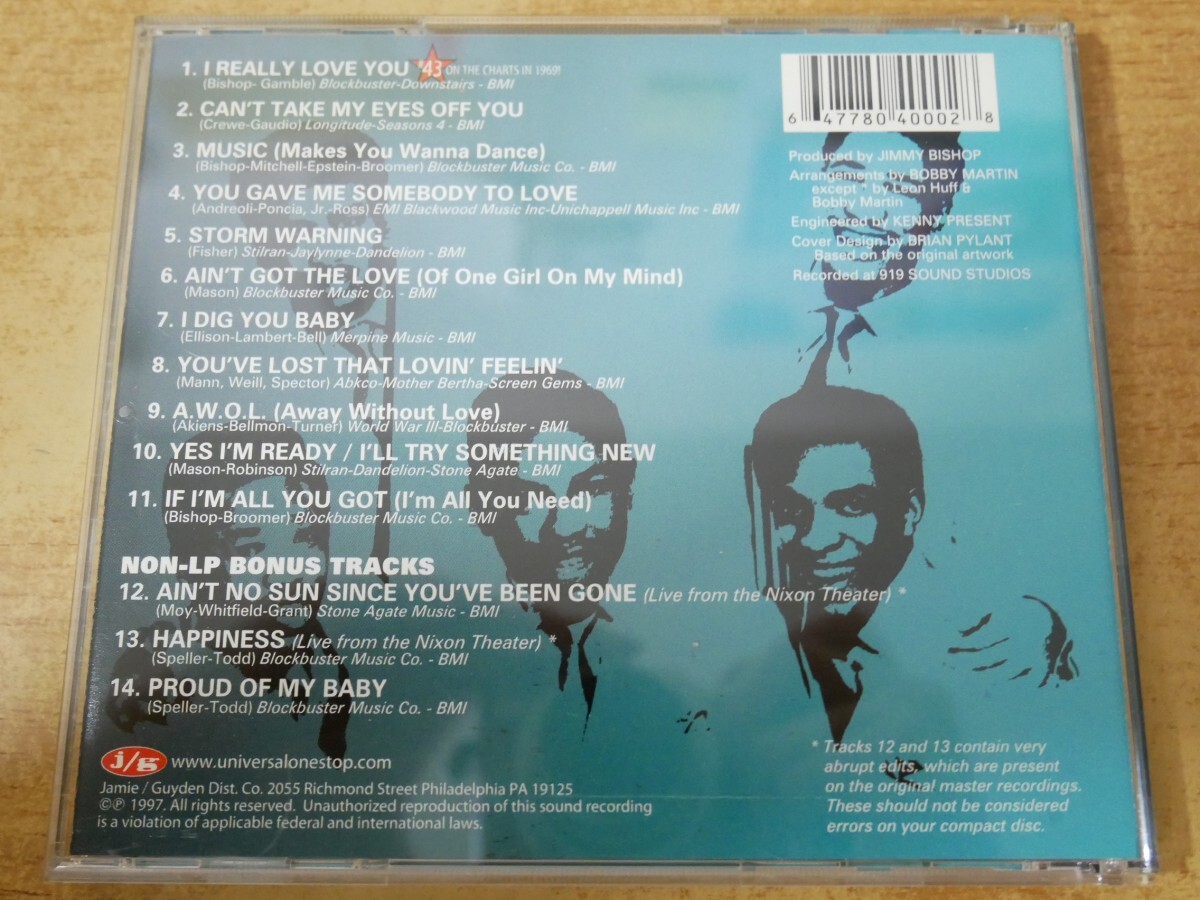 1. I REALLY LOVE YOU #43 ON THE CHARTS IN 1969!
(Bishop- Gamble) Blockbuster-Downstairs - BMI
2. CAN'T TAKE MY EYES OFF YOU
(Crewe-Gaudio) Longitude-Seasons 4 - BMI
3. MUSIC (Makes You Wanna Dance)
(Bishop-Mitchell-Epstein-Broomer) Blockbuster Music Co. - BMI
4. YOU GAVE ME SOMEBODY TO LOVE
(Andreoli-Poncia, Jr.-Ross) EMI Blackwood Music Inc-Unichappell Music Inc - BMI
5. STORM WARNING
(Fisher) Stilran-Jaylynne-Dandelion - BMI
6. AIN'T GOT THE LOVE (Of One Girl On My Mind)
(Mason) Blockbuster Music Co. - BMI
7. I DIG YOU BABY
(Ellison-Lambert-Bell) Merpine Music - BMI
8. YOU'VE LOST THAT LOVIN' FEELIN'
(Mann, Weill, Spector) Abkco-Mother Bertha-Screen Gems - BMI
9. A.W.O.L. (Away Without Love)
(Akiens-Bellmon-Turner) World War III-Blockbuster - BMI
10. YES I'M READY / I'LL TRY SOMETHING NEW
(Mason-Robinson) Stilran-Dandelion-Stone Agate - BMI
11. IF I'M ALL YOU GOT (I'm All You Need)
(Bishop-Broomer) Blockbuster Music Co. - BMI
NON-LP BONUS TRACKS
12. AIN'T NO SUN SINCE YOU'VE BEEN GONE (Live from the Nixon Theater) *
(Moy-Whitfield-Grant) Stone Agate Music - BMI
13. HAPPINESS (Live from the Nixon Theater) *
(Speller-Todd) Blockbuster Music Co. - BMI
14. PROUD OF MY BABY
(Speller-Todd) Blockbuster Music Co. - BMI
j/g www.universalonestop.com
Jamie / Guyden Dist. Co. 2055 Richmond Street Philadelphia PA 19125
©℗ 1997. All rights reserved. Unauthorized reproduction of this sound recording
is a violation of applicable federal and international laws.
6 47780 40002 8
Produced by JIMMY BISHOP
Arrangements by BOBBY MARTIN
except * by Leon Huff &
Bobby Martin
Engineered by KENNY PRESENT
Cover Design by BRIAN PYLANT
Based on the original artwork
Recorded at 919 SOUND STUDIOS
* Tracks 12 and 13 contain very
abrupt edits, which are present
on the original master recordings.
These should not be considered
errors on your compact disc.